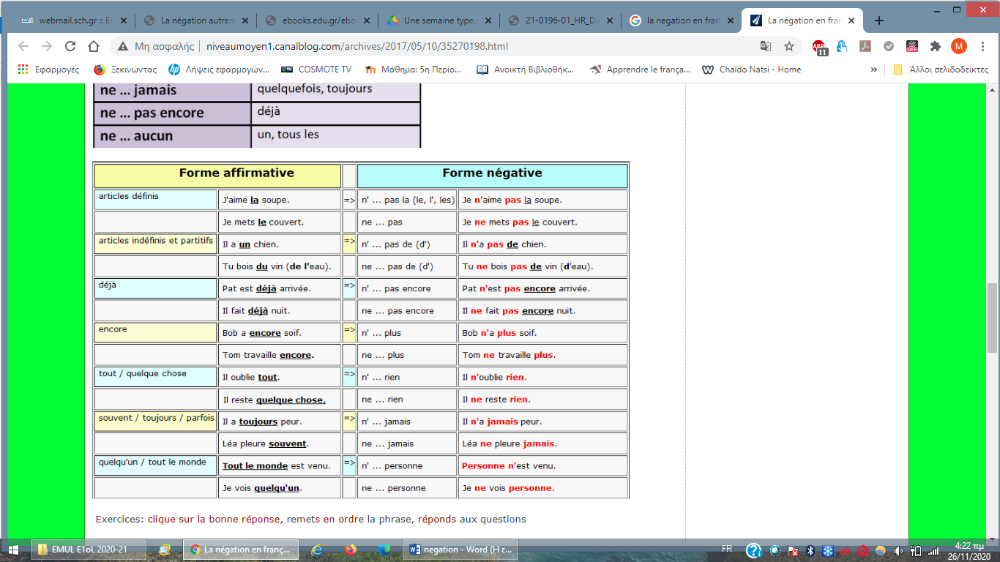 webmail.sch.gr :: Ει
La négation autrem
ebooks.edu.gr/ebo
Une semaine type.p
21-0196-01_HR_Dic
la negation en fran
La négation en fran
Μη ασφαλής | niveaumoyen1.canalblog.com/archives/2017/05/10/35270198.html
11
OFF
M
Εφαρμογές
Ξεκινώντας
Λήψεις εφαρμογών...
COSMOTE TV
Μάθημα: 5η Περίο...
Ανοικτή Βιβλιοθήκ...
Apprendre le frança...
Chaïdo Natsi - Home
»
Άλλοι σελιδοδείκτες
ne ... jamais quelquefois, toujours
ne ... pas encore déjà
ne ... aucun un, tous les
Forme affirmative Forme négative
articles définis J'aime la soupe. => n' ... pas la (le, l', les) Je n'aime pas la soupe.
Je mets le couvert. ne ... pas Je ne mets pas le couvert.
articles indéfinis et partitifs Il a un chien. => n' ... pas de (d') Il n'a pas de chien.
Tu bois du vin (de l'eau). ne ... pas de (d') Tu ne bois pas de vin (d'eau).
déjà Pat est déjà arrivée. => n' ... pas encore Pat n'est pas encore arrivée.
Il fait déjà nuit. ne ... pas encore Il ne fait pas encore nuit.
encore Bob a encore soif. => n' ... plus Bob n'a plus soif.
Tom travaille encore. ne ... plus Tom ne travaille plus.
tout / quelque chose Il oublie tout. => n' ... rien Il n'oublie rien.
Il reste quelque chose. ne ... rien Il ne reste rien.
souvent / toujours / parfois Il a toujours peur. => n' ... jamais Il n'a jamais peur.
Léa pleure souvent. ne ... jamais Léa ne pleure jamais.
quelqu'un / tout le monde Tout le monde est venu. => n' ... personne Personne n'est venu.
Je vois quelqu'un. ne ... personne Je ne vois personne.
Exercices: clique sur la bonne réponse, remets en ordre la phrase, réponds aux questions
EMUL E1oL 2020-21
La négation en franç...
negation - Word (Η ε...
FR
4:22 πμ
26/11/2020